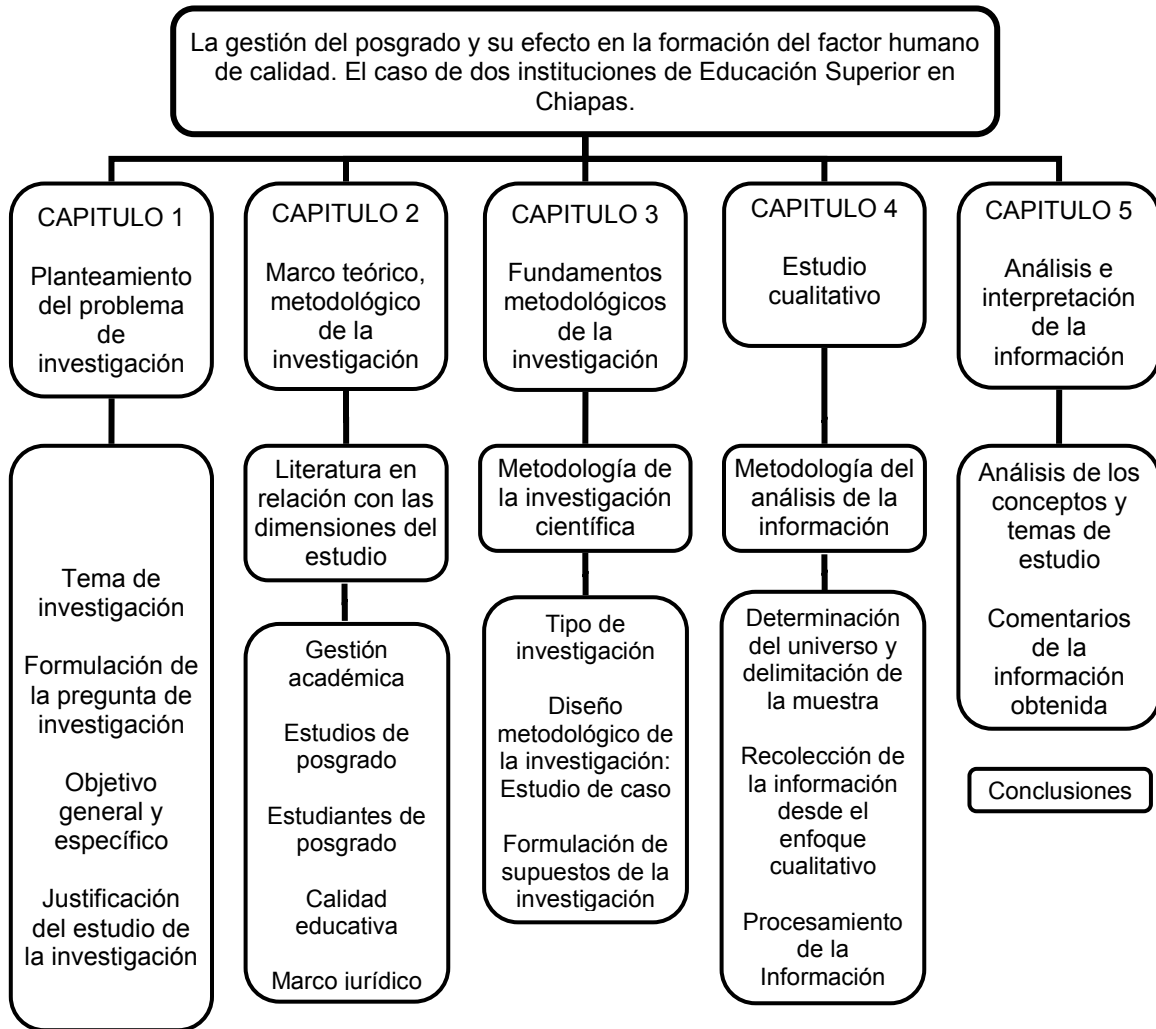 La gestión del posgrado y su efecto en la formación del factor humano
de calidad. El caso de dos instituciones de Educación Superior en
Chiapas.
CAPITULO 1
Planteamiento
del problema
de
investigación
Tema de
investigación
Formulación de
la pregunta de
investigación
Objetivo
general y
específico
Justificación
del estudio de
la investigación
CAPITULO 2
Marco teórico,
metodológico
de la
investigación
Literatura en
relación con las
dimensiones del
estudio
Gestión
académica
Estudios de
posgrado
Estudiantes de
posgrado
Calidad
educativa
Marco jurídico
CAPITULO 3
Fundamentos
metodológicos
de la
investigación
Metodología de
la investigación
científica
Tipo de
investigación
Diseño
metodológico de
la investigación:
Estudio de caso
Formulación de
supuestos de la
investigación
CAPITULO 4
Estudio
cualitativo
Metodología del
análisis de la
información
Determinación
del universo y
delimitación de
la muestra
Recolección de
la información
desde el
enfoque
cualitativo
Procesamiento
de la
Información
CAPITULO 5
Análisis e
interpretación
de la
información
Análisis de los
conceptos y
temas de
estudio
Comentarios
de la
información
obtenida
Conclusiones